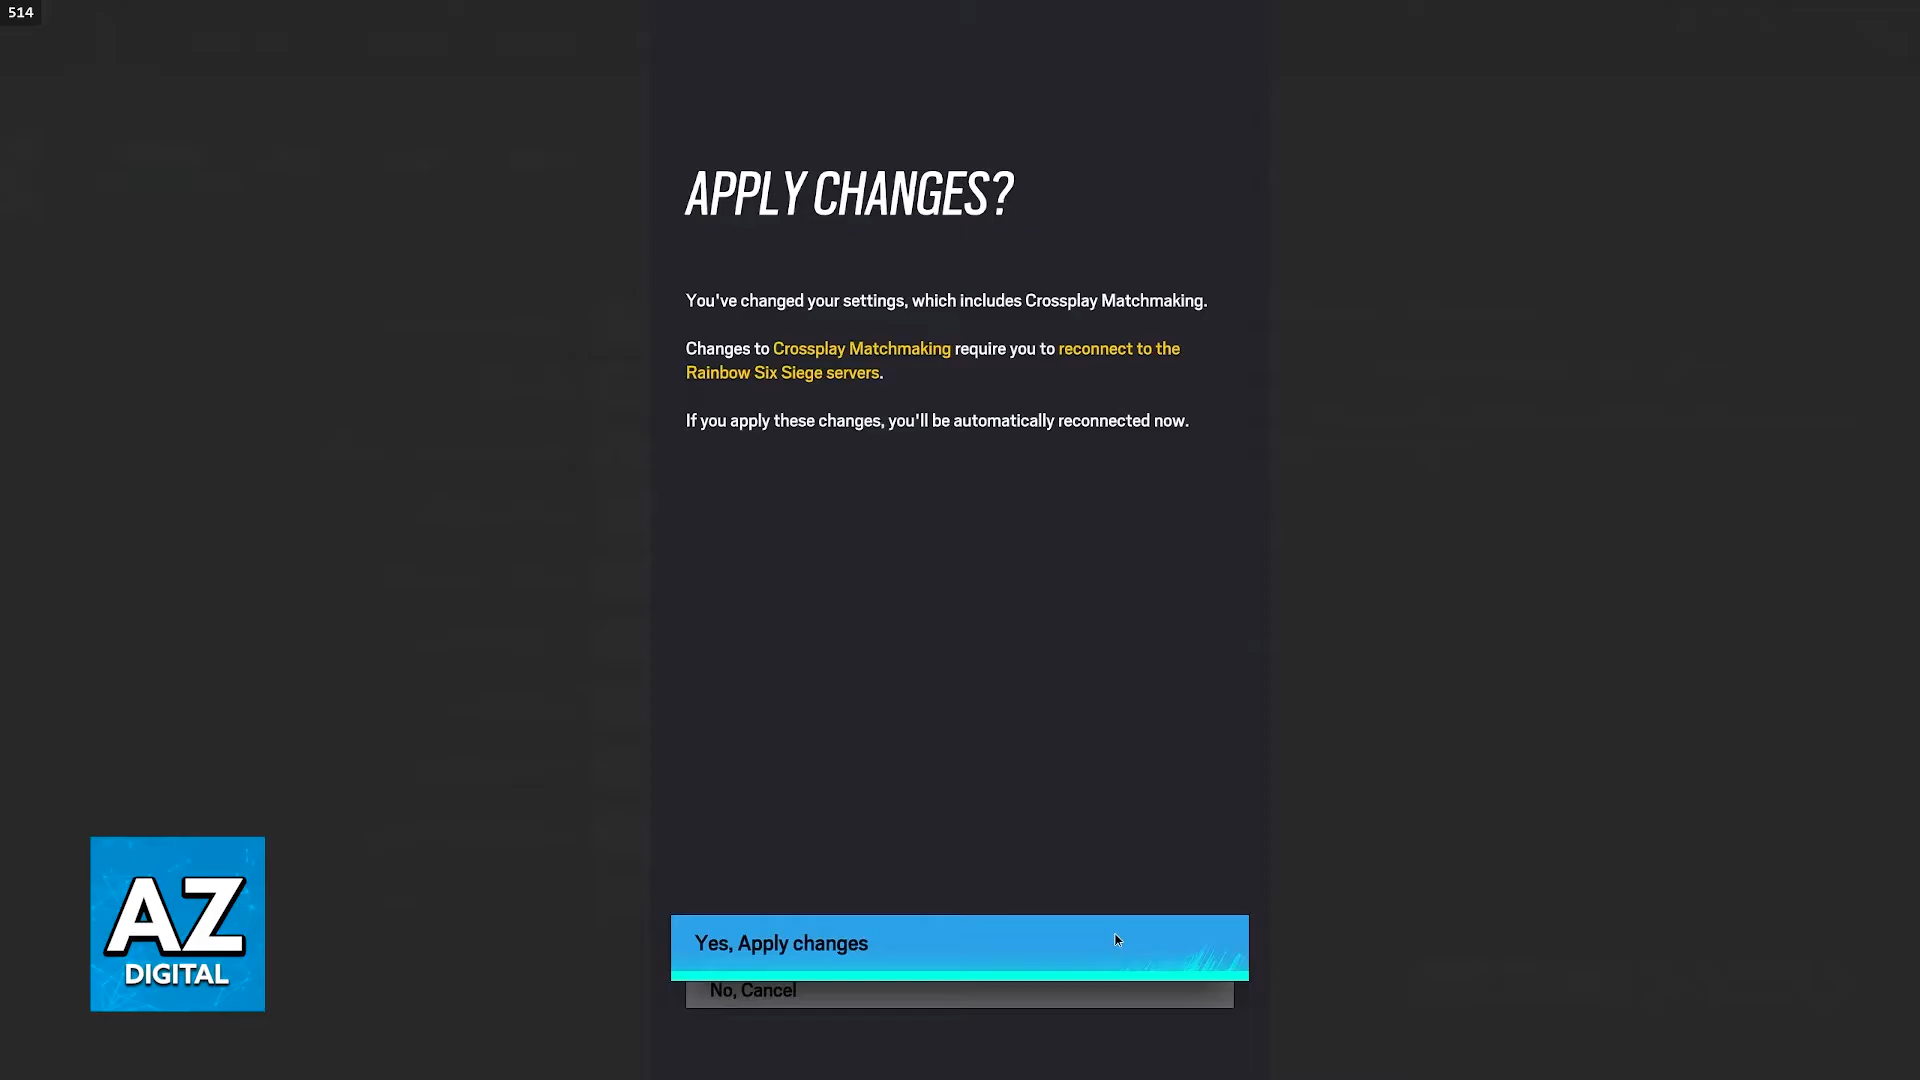 514
APPLY CHANGES?
You've changed your settings, which includes Crossplay Matchmaking.
Changes to Crossplay Matchmaking require you to reconnect to the
Rainbow Six Siege servers.
If you apply these changes, you'll be automatically reconnected now.
Yes, Apply changes
No, Cancel
AZ
DIGITAL